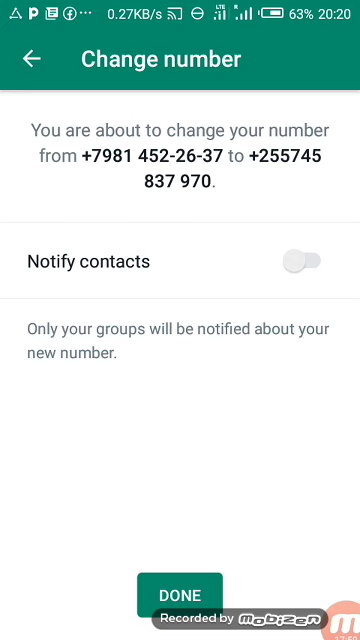 0.27KB/s LTE R 63% 20:20
Change number
You are about to change your number
from +7981 452-26-37 to +255745
837 970.
Notify contacts
Only your groups will be notified about your
new number.
DONE
Recorded by mobizen